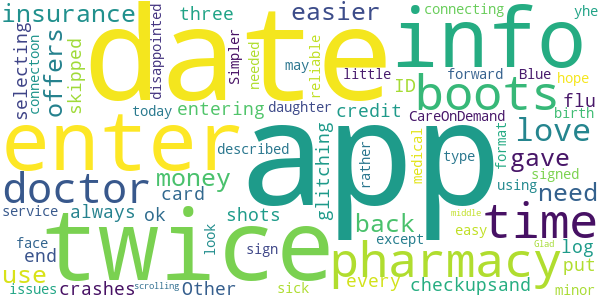 insurance
three
easier
connecting
yhe
selecting
connectoon
offers
skipped
date
disappointed
Simpler
needed
may
reliable
little
info
ID
forward
Blue
hope
boots
flu
birth
enter
today
entering
daughter
credit
CareOnDemand
format
love
described
app
medical
doctor
money
card
glitching
rather
type
gave
signed
using
need
service
always
ok
shots
back
except
time
twice
face
end
look
sign
pharmacy
easy
middle
Glad
log
use
issues
crashes
scrolling
Other
sick
every
checkupsand
put
minor